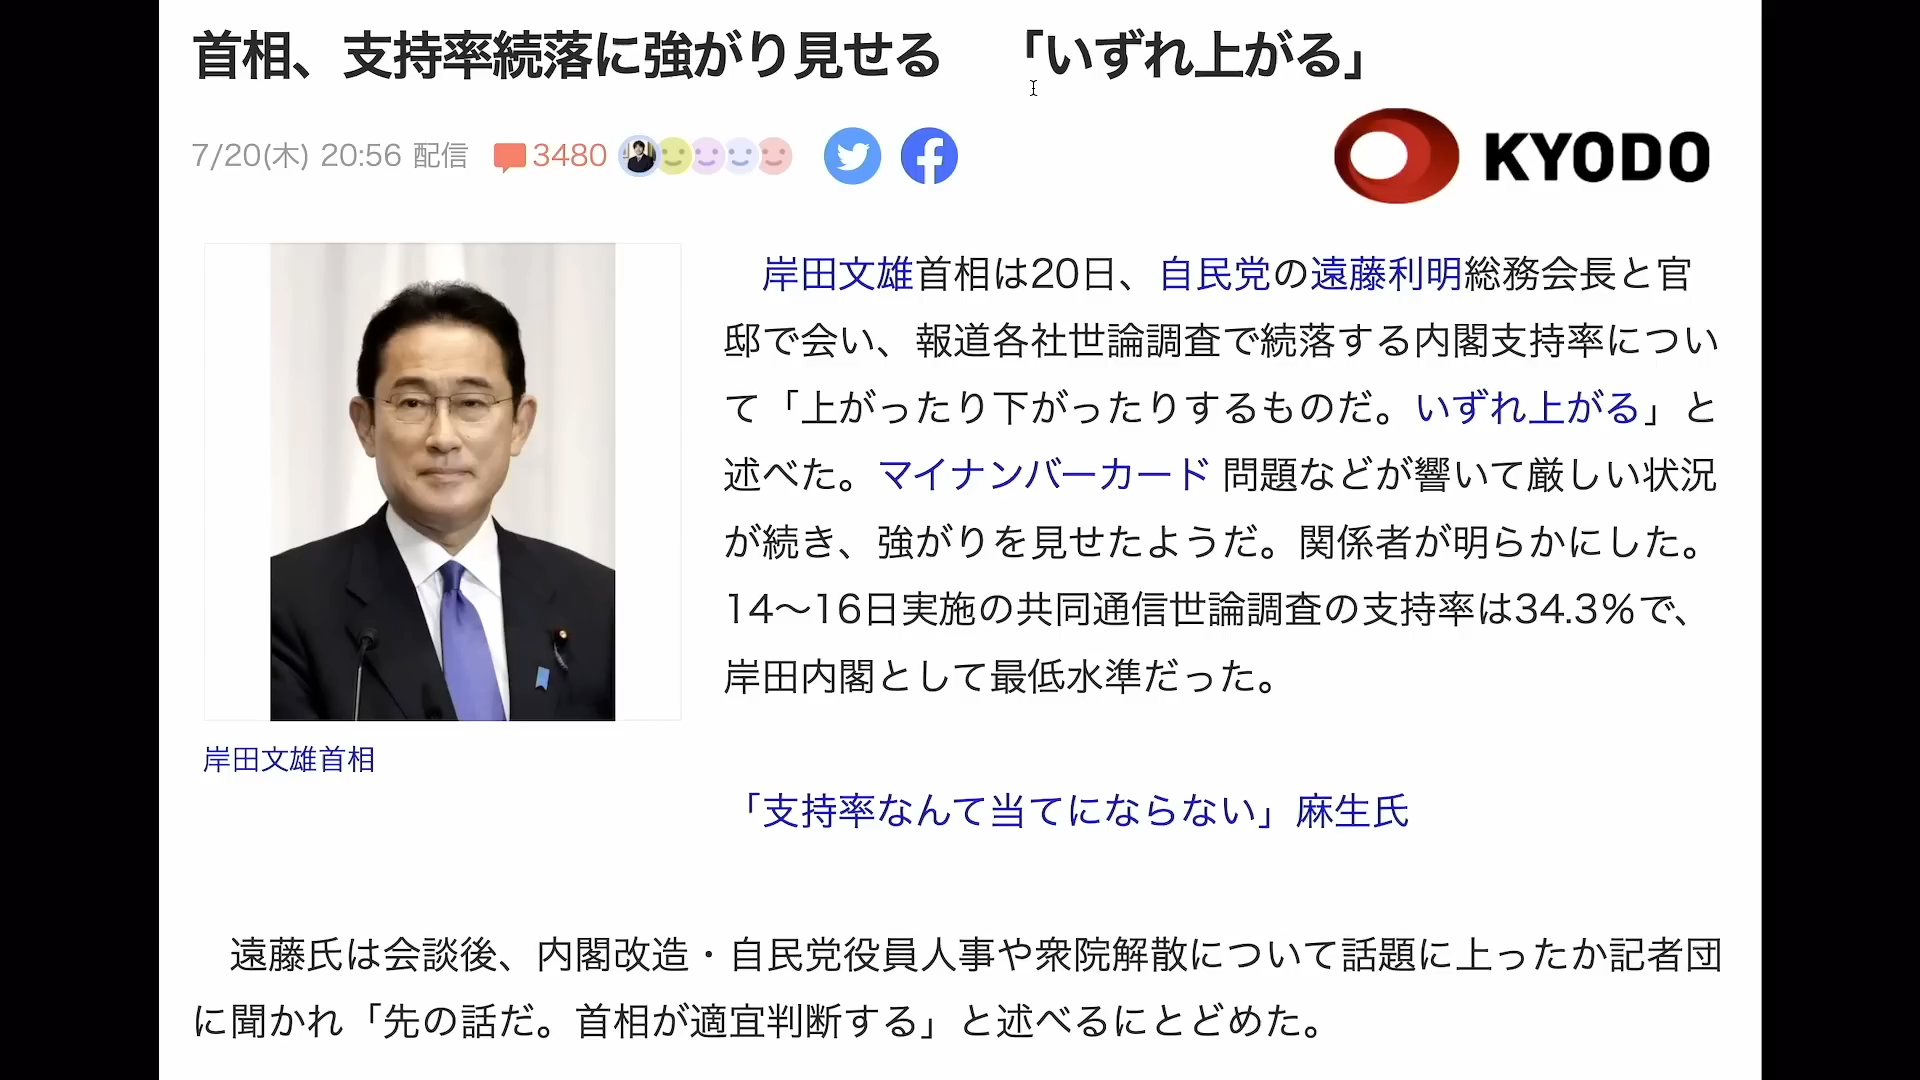 首相、支持率続落に強がり見せる　「いずれ上がる」
7/20(木) 20:56 配信 3480
KYODO
岸田文雄首相は20日、自民党の遠藤利明総務会長と官
邸で会い、報道各社世論調査で続落する内閣支持率につい
て「上がったり下がったりするものだ。いずれ上がる」と
述べた。マイナンバーカード 問題などが響いて厳しい状況
が続き、強がりを見せたようだ。関係者が明らかにした。
14〜16日実施の共同通信世論調査の支持率は34.3%で、
岸田内閣として最低水準だった。
岸田文雄首相
「支持率なんて当てにならない」麻生氏
遠藤氏は会談後、内閣改造・自民党役員人事や衆院解散について話題に上ったか記者団
に聞かれ「先の話だ。首相が適宜判断する」と述べるにとどめた。